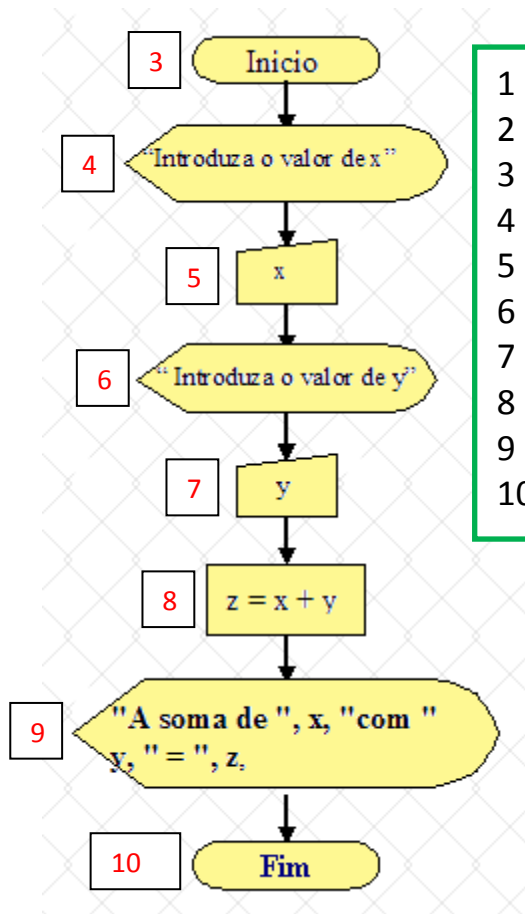 3 Inicio
4 "Introduza o valor de x"
5 x
6 " Introduza o valor de y"
7 y
8 z = x + y
9 "A soma de ", x, "com "
y, " = ", z,
10 Fim
1
2
3
4
5
6
7
8
9
10